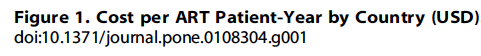 Figure 1. Cost per ART Patient-Year by Country (USD)
doi:10.1371/journal.pone.0108304.g001